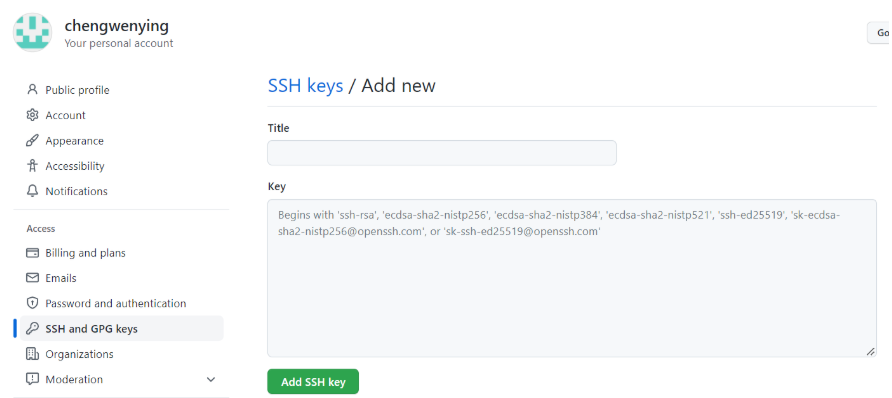 chengwenying
Your personal account
Go
Public profile
Account
Appearance
Accessibility
Notifications
Access
Billing and plans
Emails
Password and authentication
SSH and GPG keys
Organizations
Moderation
SSH keys / Add new
Title
Key
Begins with 'ssh-rsa', 'ecdsa-sha2-nistp256', 'ecdsa-sha2-nistp384', 'ecdsa-sha2-nistp521', 'ssh-ed25519', 'sk-ecdsa-
sha2-nistp256@openssh.com', or 'sk-ssh-ed25519@openssh.com'
Add SSH key